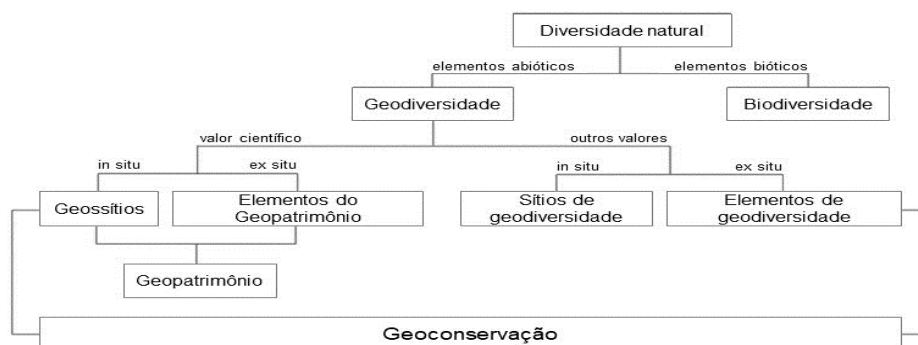 Diversidade natural
elementos abióticos
elementos bióticos
Geodiversidade
Biodiversidade
valor científico
outros valores
in situ
ex situ
in situ
ex situ
Geossítios
Elementos do
Geopatrimônio
Sítios de
geodiversidade
Elementos de
geodiversidade
Geopatrimônio
Geoconservação